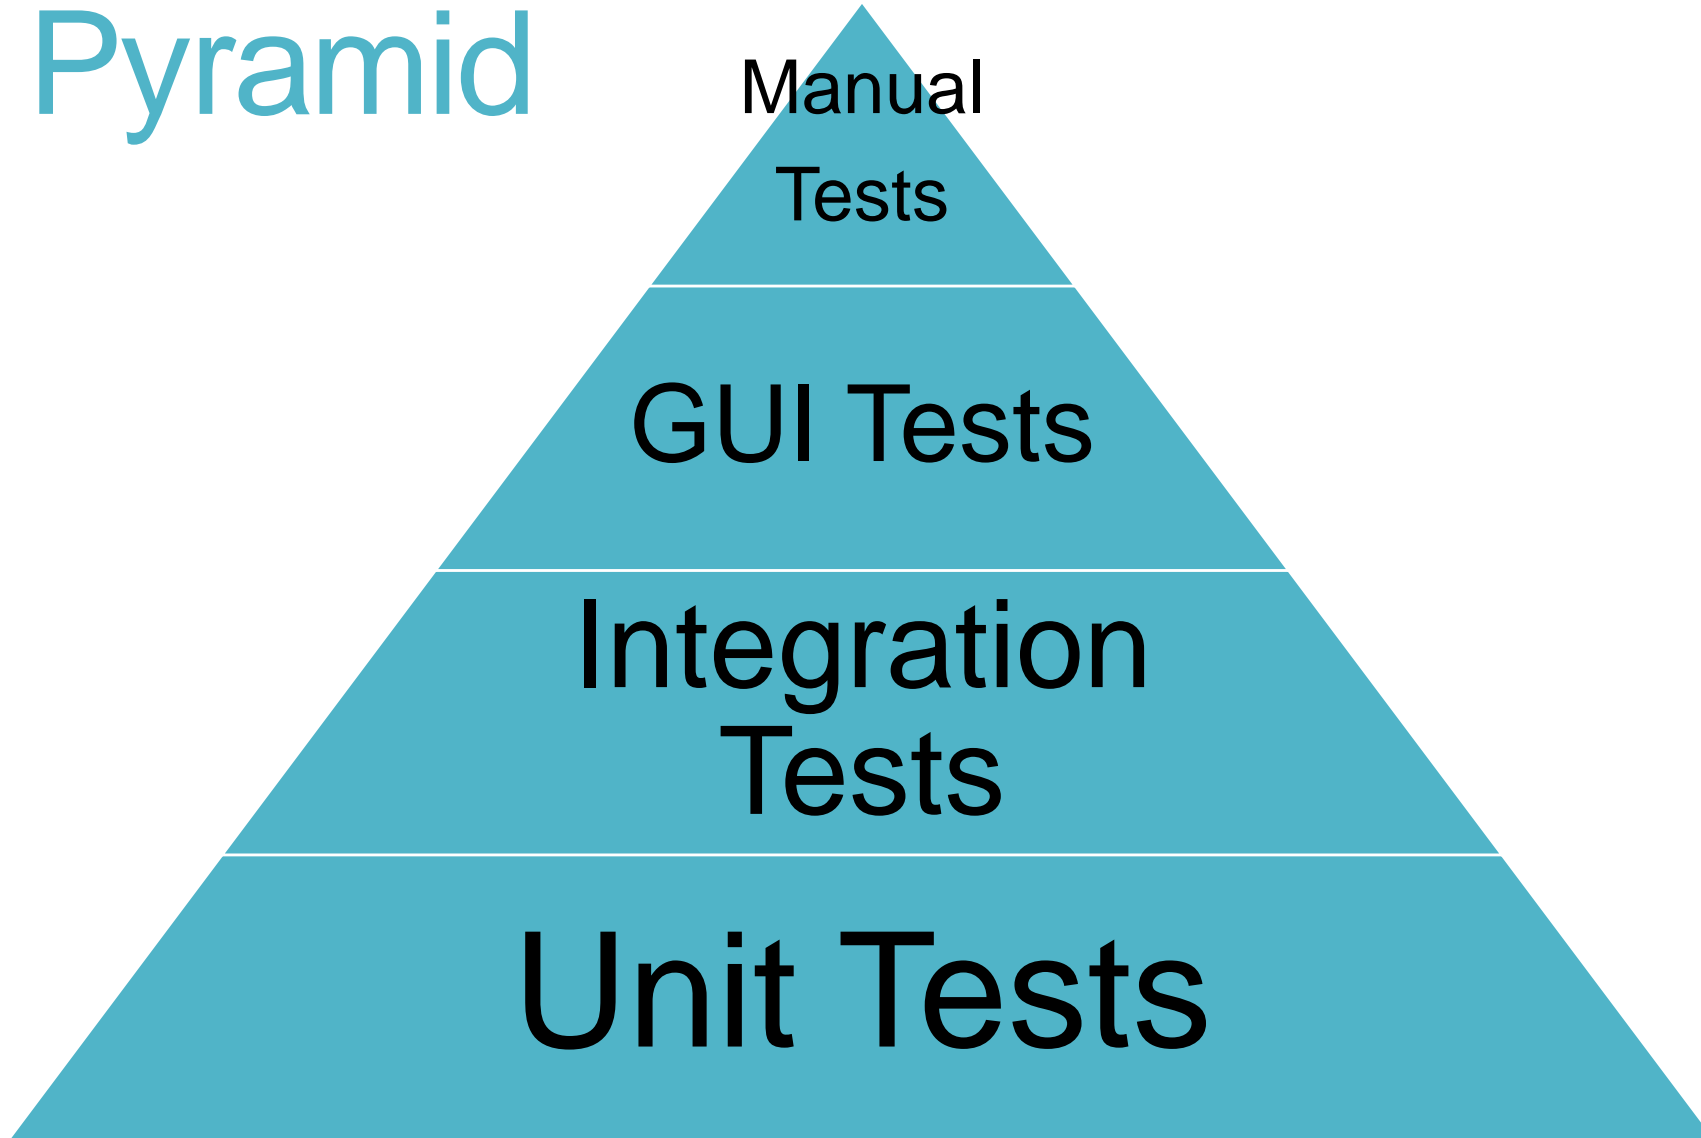 Pyramid
Manual
Tests
GUI Tests
Integration
Tests
Unit Tests